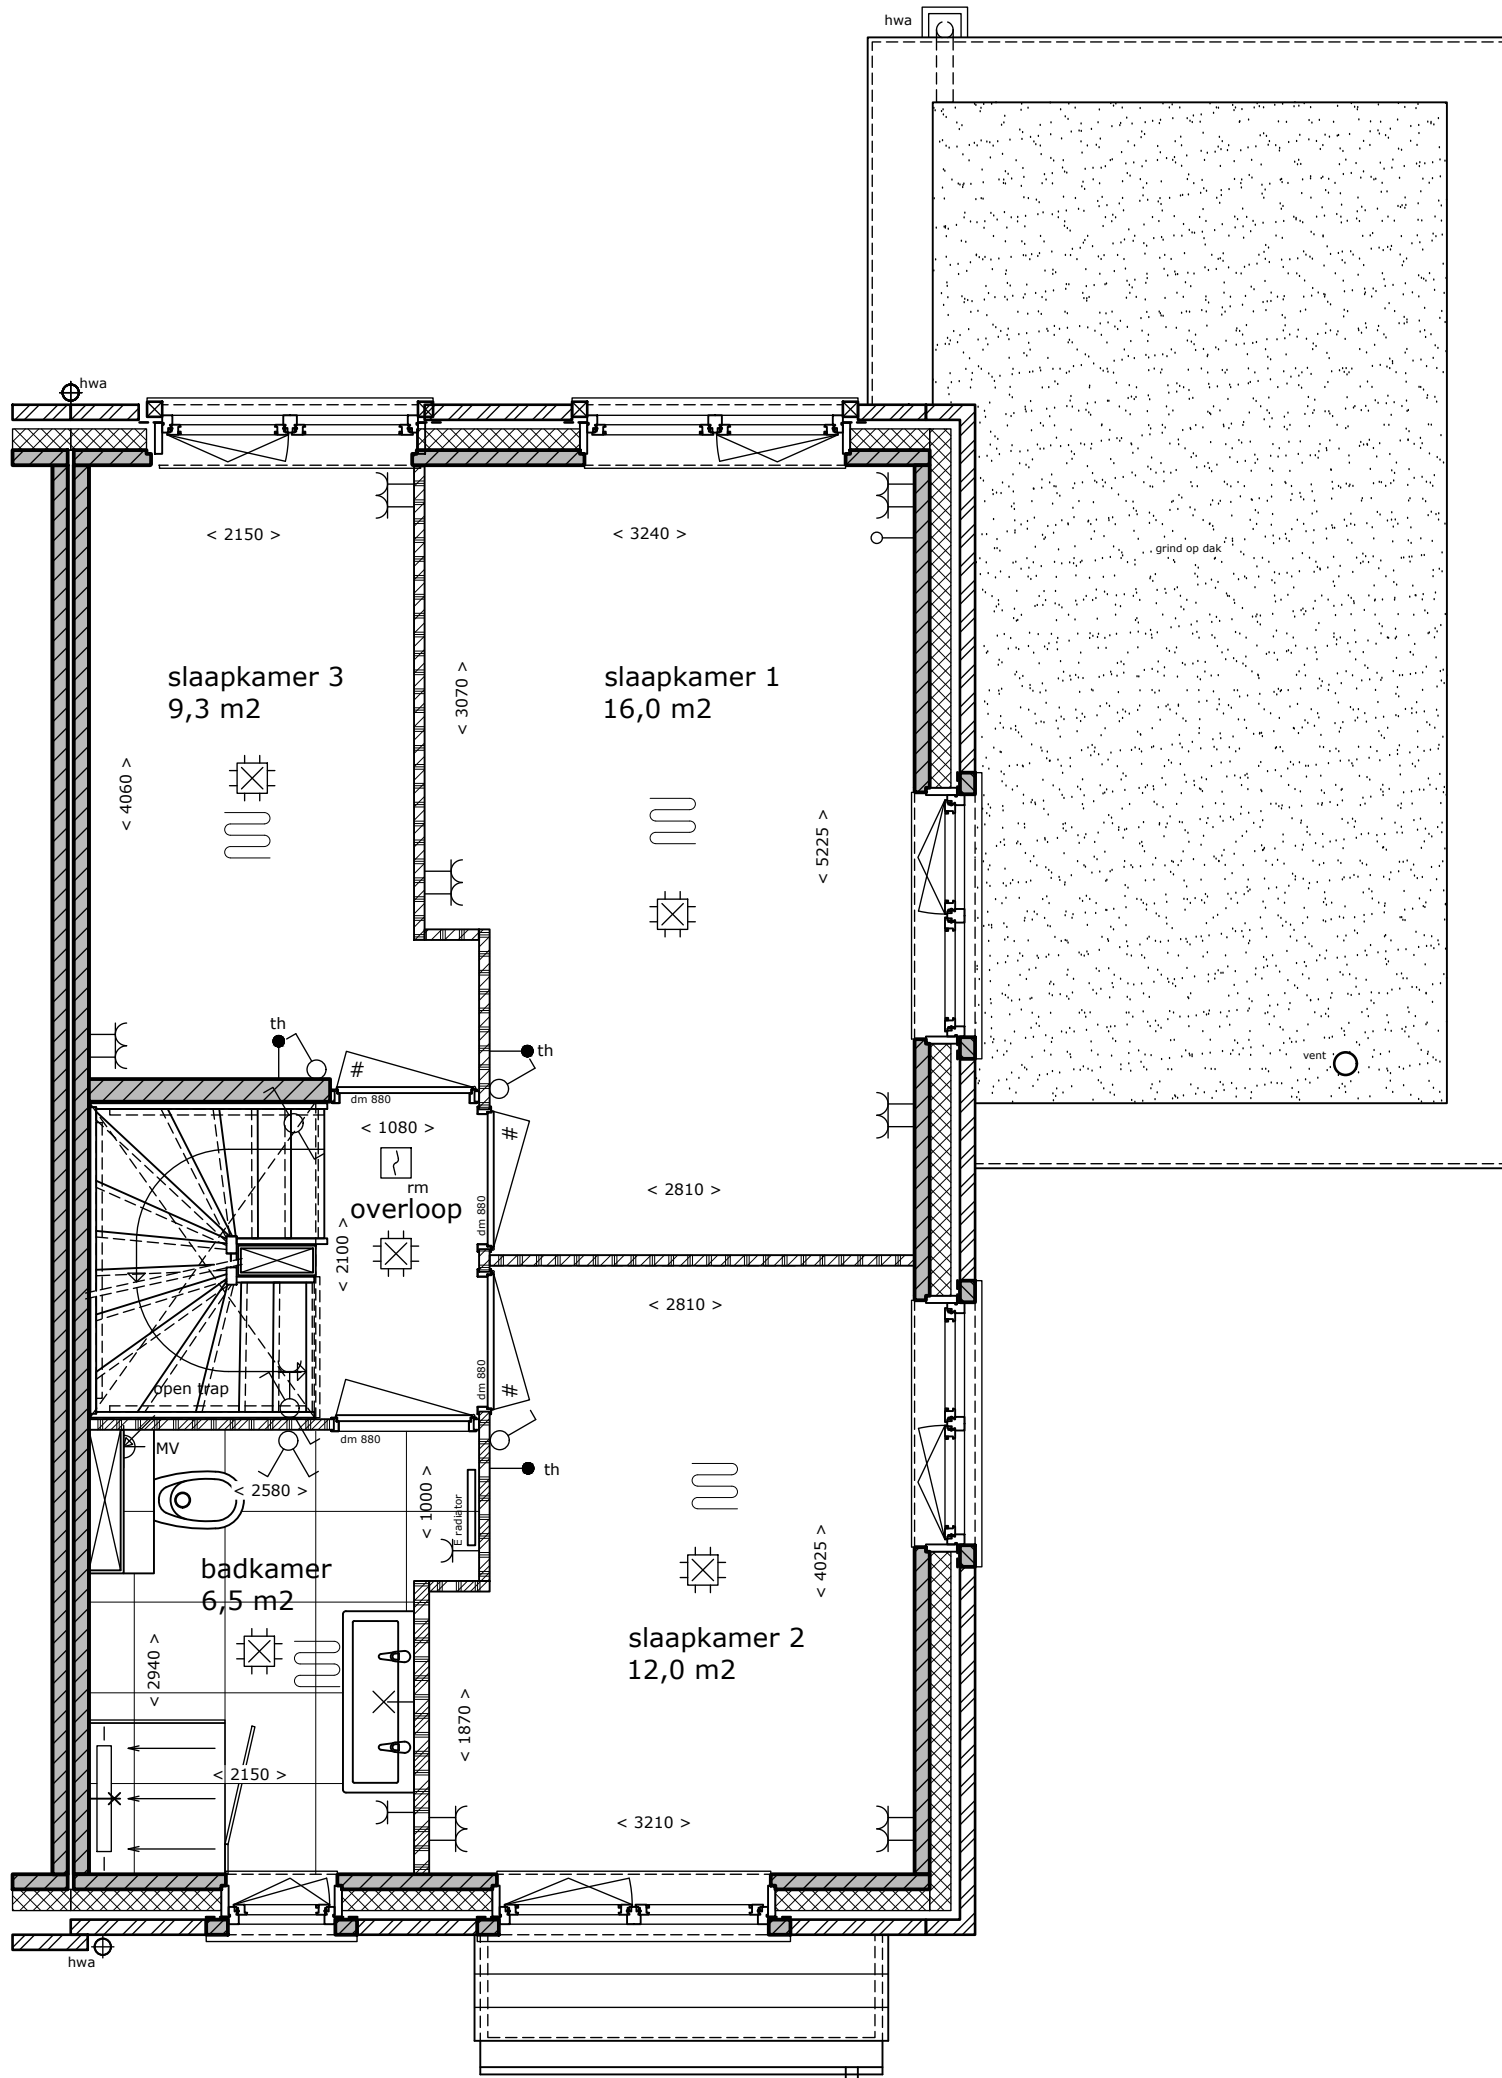 hwa
hwa
< 2150 >
< 3240 >
grind op dak
slaapkamer 3
9,3 m2
< 3070 >
slaapkamer 1
16,0 m2
< 4060 >
< 5225 >
th
th
vent
#
dm 880
< 1080 >
#
rm
overloop
dm 880
< 2100 >
< 2810 >
< 2810 >
open trap
dm 880
#
dm 880
MV
th
< 2580 >
< 1000 >
E radiator
badkamer
6,5 m2
< 4025 >
slaapkamer 2
12,0 m2
< 2940 >
< 1870 >
< 2150 >
< 3210 >
hwa